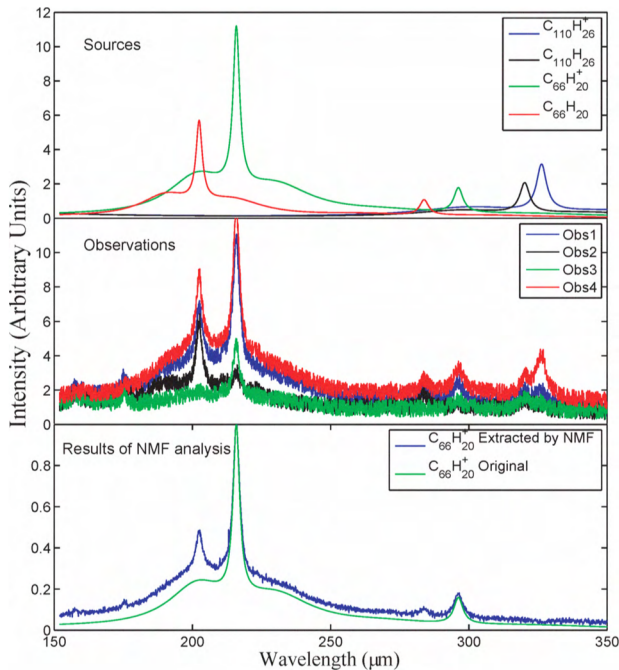 12
Sources
C₁₁₀H₂₆⁺
10
C₁₁₀H₂₆
8
C₆₆H₂₀⁺
6
C₆₆H₂₀
4
2
0
Observations
Obs1
10
Obs2
8
Obs3
Obs4
6
4
2
0
Intensity (Arbitrary Units)
Results of NMF analysis
C₆₆H₂₀⁺ Extracted by NMF
C₆₆H₂₀⁺ Original
0.8
0.6
0.4
0.2
0
150 200 250 300 350
Wavelength (μm)